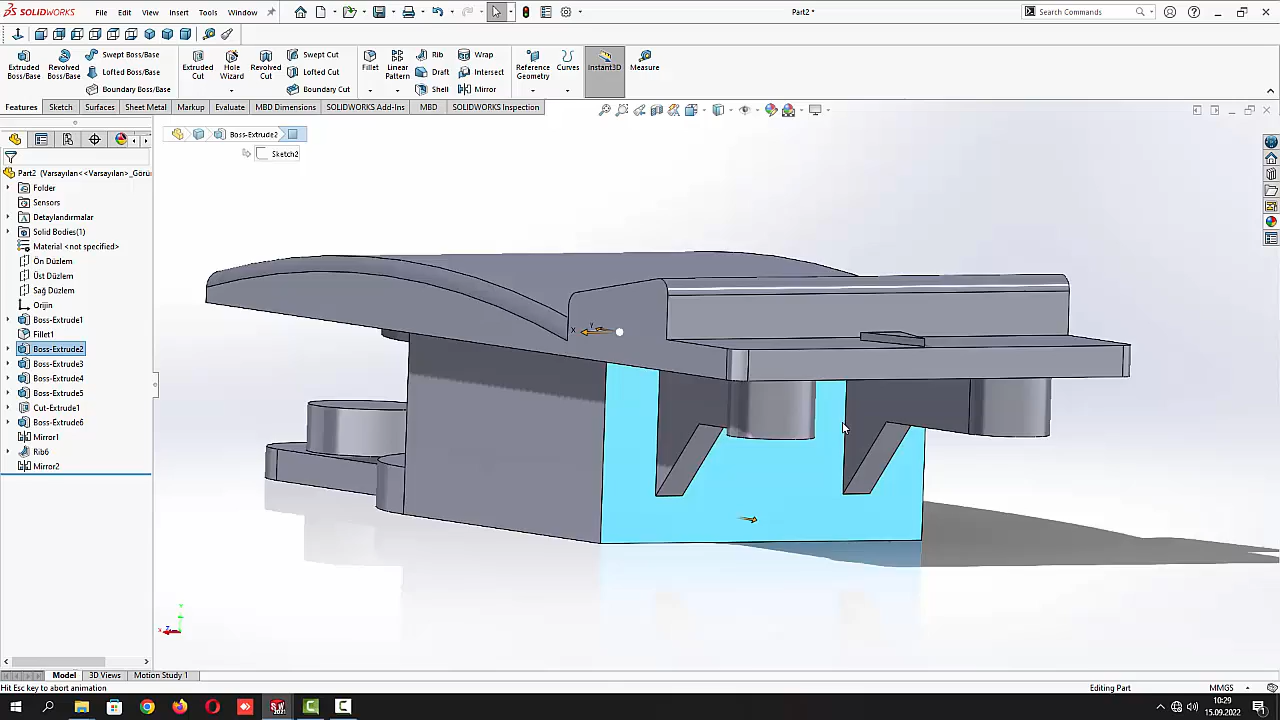 SOLIDWORKS File Edit View Insert Tools Window Part2 * Search Commands
Extruded Boss/Base Revolved Boss/Base Swept Boss/Base Lofted Boss/Base Boundary Boss/Base Extruded Cut Hole Wizard Revolved Cut Swept Cut Lofted Cut Boundary Cut Fillet Linear Pattern Rib Draft Shell Wrap Intersect Mirror Reference Geometry Curves Instant3D Measure
Features Sketch Surfaces Sheet Metal Markup Evaluate MBD Dimensions SOLIDWORKS Add-Ins MBD SOLIDWORKS Inspection
Boss-Extrude2
Sketch2
Part2 (Varsayılan<<Varsayılan>_Görü
Folder
Sensors
Detaylandırmalar
Solid Bodies(1)
Material <not specified>
Ön Düzlem
Üst Düzlem
Sağ Düzlem
Orijin
Boss-Extrude1
Fillet1
Boss-Extrude2
Boss-Extrude3
Boss-Extrude4
Boss-Extrude5
Cut-Extrude1
Boss-Extrude6
Mirror1
Rib6
Mirror2
X Y
Y
X Z
Model 3D Views Motion Study 1
Hit Esc key to abort animation Editing Part MMGS
10:29
15.09.2022